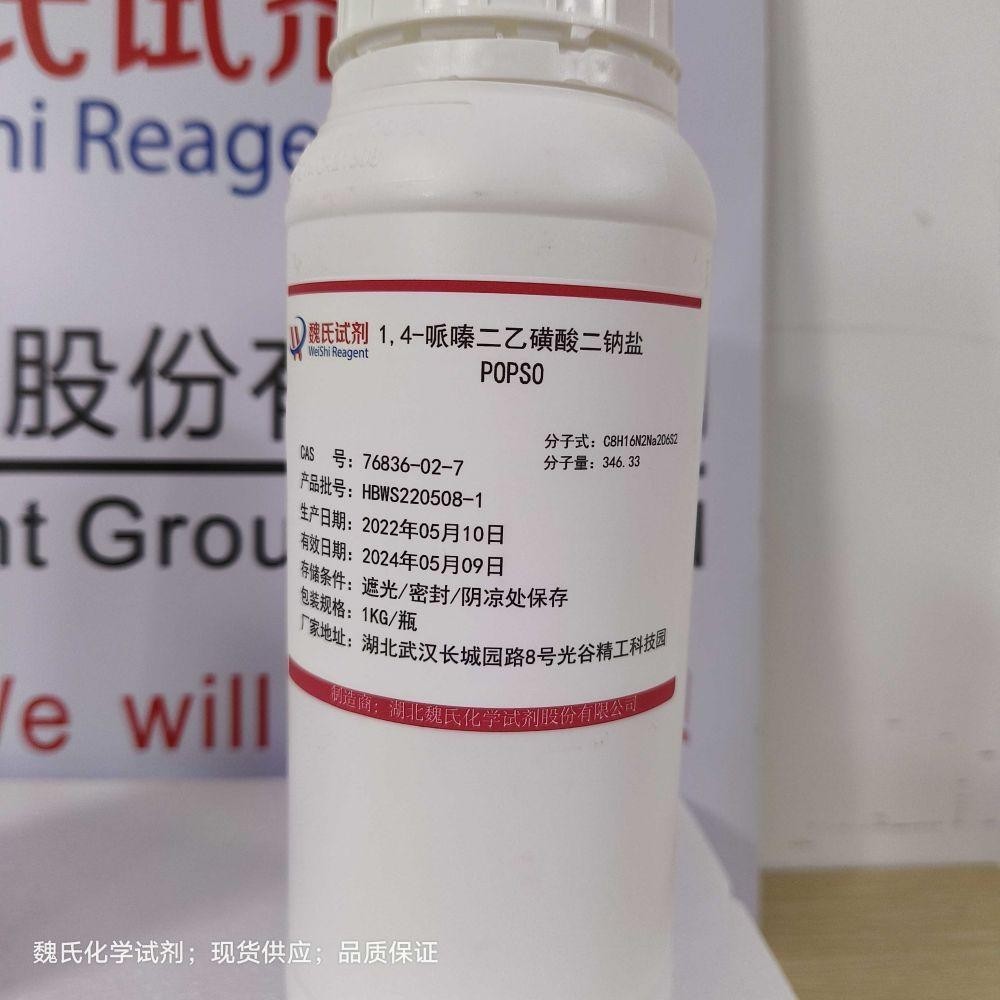 氏试剂
Shi Reage
股份有
nt Grou
We will
!
魏氏试剂
WeiShi Reagent
1,4-哌嗪二乙磺酸二钠盐
POPSO
分子式：C8H16N2Na2O6S2
分子量：346.33
CAS 号：76836-02-7
产品批号：HBWS220508-1
生产日期：2022年05月10日
有效日期：2024年05月09日
存储条件：遮光/密封/阴凉处保存
包装规格：1KG/瓶
厂家地址：湖北武汉长城园路8号光谷精工科技园
制造商：湖北魏氏化学试剂股份有限公司
魏氏化学试剂；现货供应；品质保证